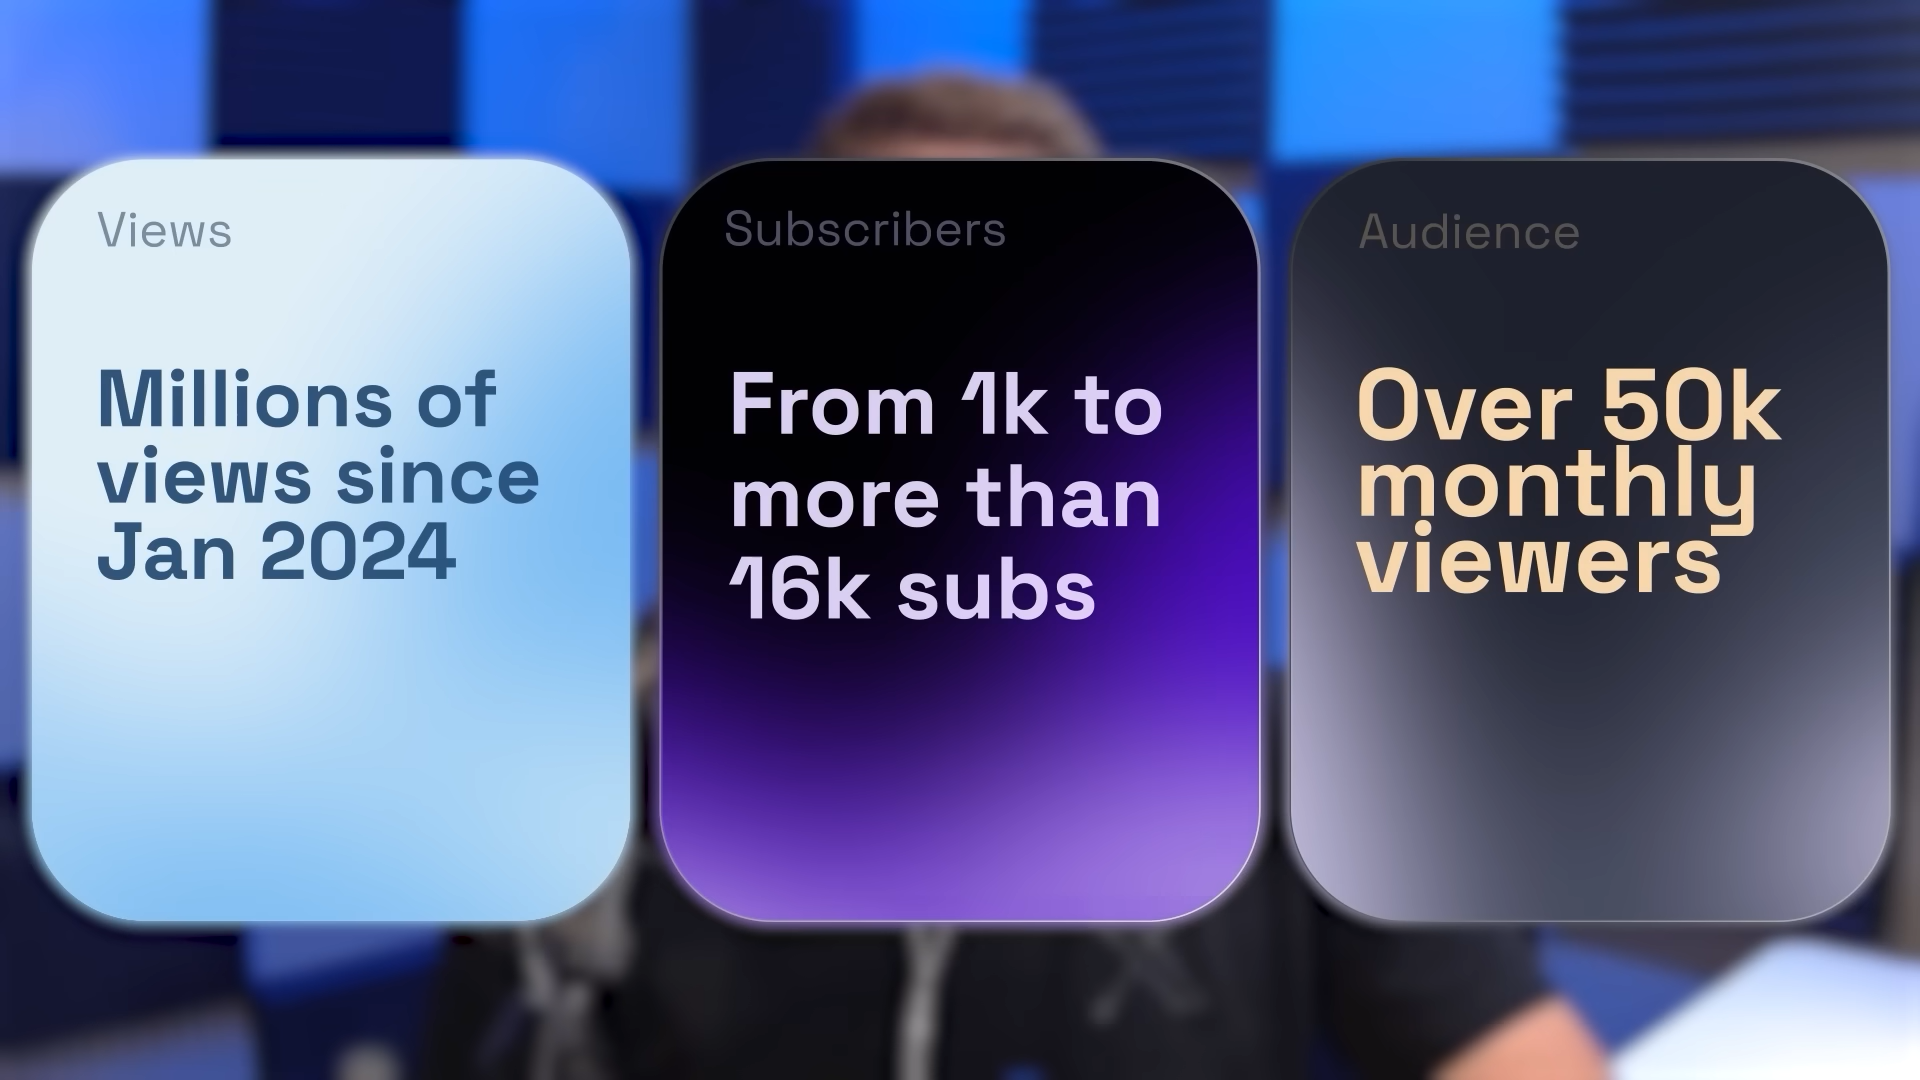 Views
Millions of
views since
Jan 2024
Subscribers
From 1k to
more than
16k subs
Audience
Over 50k
monthly
viewers